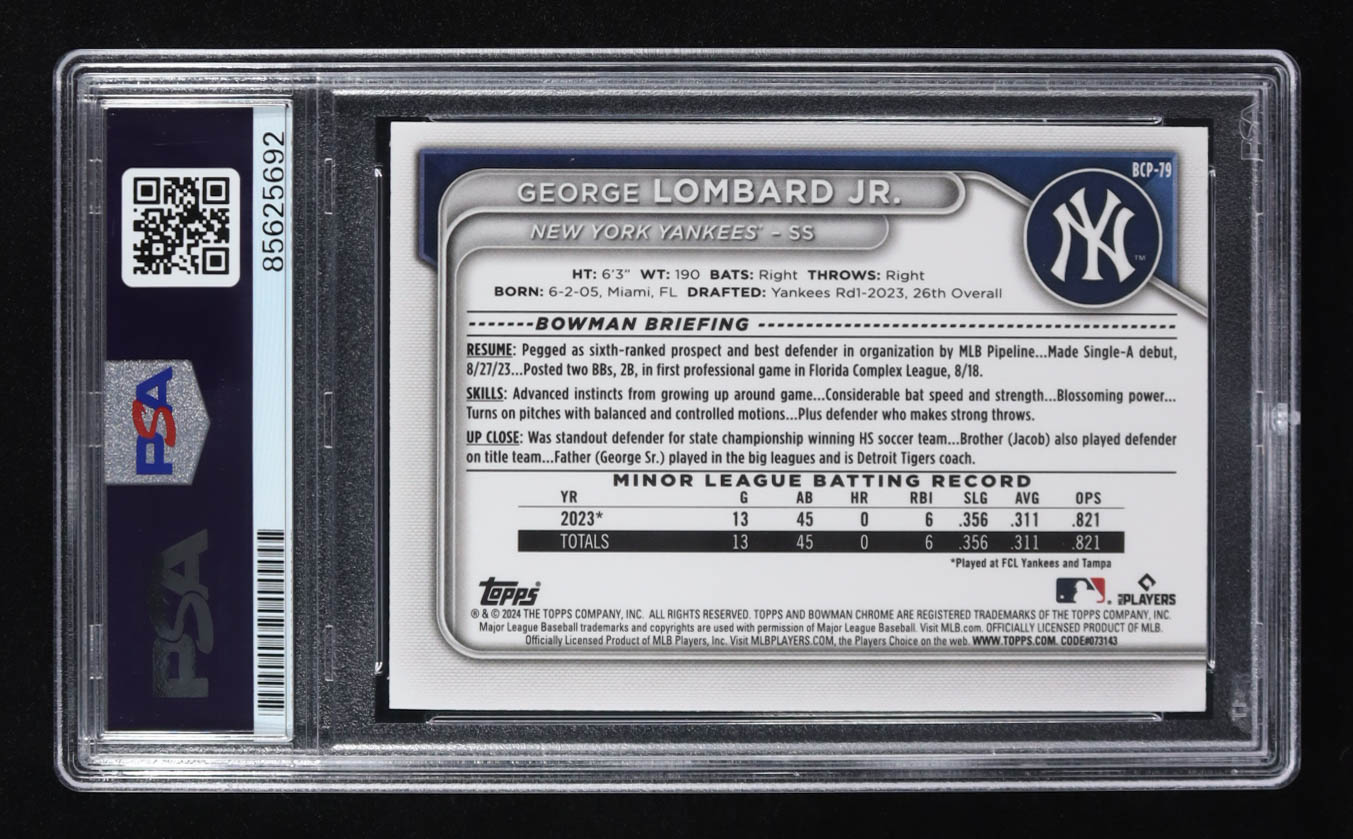 85625692
PSA
PSA
BCP-79
GEORGE LOMBARD JR.
NEW YORK YANKEES® - SS
NY
TM
HT: 6'3" WT: 190 BATS: Right THROWS: Right
BORN: 6-2-05, Miami, FL DRAFTED: Yankees Rd1-2023, 26th Overall
-------BOWMAN BRIEFING
RESUME: Pegged as sixth-ranked prospect and best defender in organization by MLB Pipeline...Made Single-A debut,
8/27/23...Posted two BBs, 2B, in first professional game in Florida Complex League, 8/18.
SKILLS: Advanced instincts from growing up around game...Considerable bat speed and strength...Blossoming power...
Turns on pitches with balanced and controlled motions...Plus defender who makes strong throws.
UP CLOSE: Was standout defender for state championship winning HS soccer team...Brother (Jacob) also played defender
on title team...Father (George Sr.) played in the big leagues and is Detroit Tigers coach.
MINOR LEAGUE BATTING RECORD
YR G AB HR RBI SLG AVG OPS
2023* 13 45 0 6 .356 .311 .821
TOTALS 13 45 0 6 .356 .311 .821
*Played at FCL Yankees and Tampa
topps®
PLAYERS
® & © 2024 THE TOPPS COMPANY, INC. ALL RIGHTS RESERVED. TOPPS AND BOWMAN CHROME ARE REGISTERED TRADEMARKS OF THE TOPPS COMPANY, INC.
Major League Baseball trademarks and copyrights are used with permission of Major League Baseball. Visit MLB.com. OFFICIALLY LICENSED PRODUCT OF MLB.
Officially Licensed Product of MLB Players, Inc. Visit MLBPLAYERS.COM, the Players Choice on the web. WWW.TOPPS.COM. CODE#073143
PSA